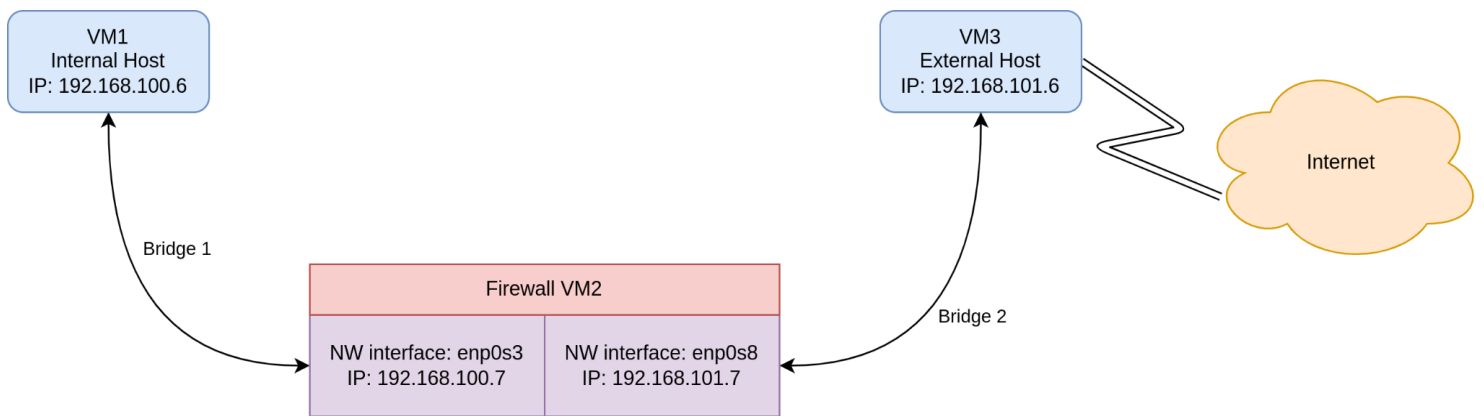 VM1
Internal Host
IP: 192.168.100.6
VM3
External Host
IP: 192.168.101.6
Internet
Bridge 1
Firewall VM2
Bridge 2
NW interface: enp0s3
IP: 192.168.100.7
NW interface: enp0s8
IP: 192.168.101.7